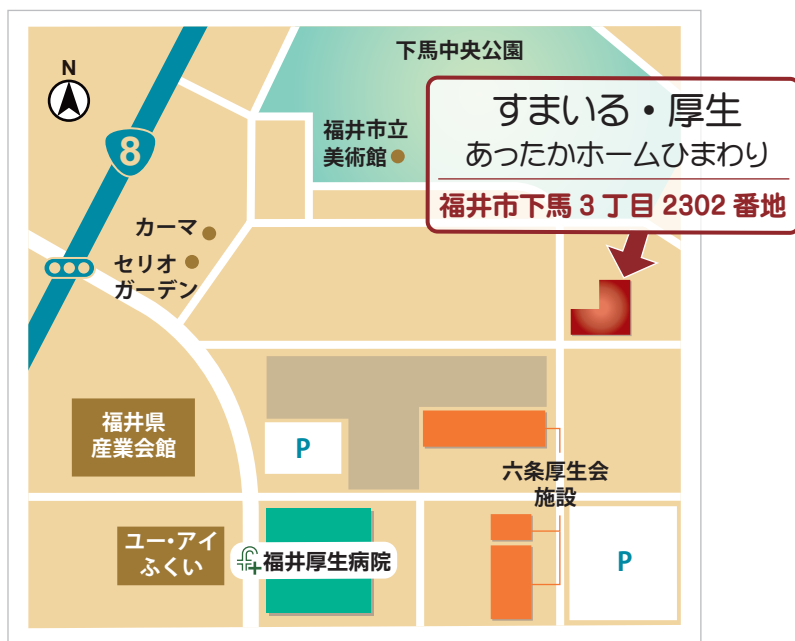 下馬中央公園
N
すまいる・厚生
あったかホームひまわり
福井市下馬3丁目2302番地
福井市立
美術館
8
カーマ
セリオ
ガーデン
福井県
産業会館
P
六条厚生会
施設
ユー・アイ
ふくい
福井厚生病院
P